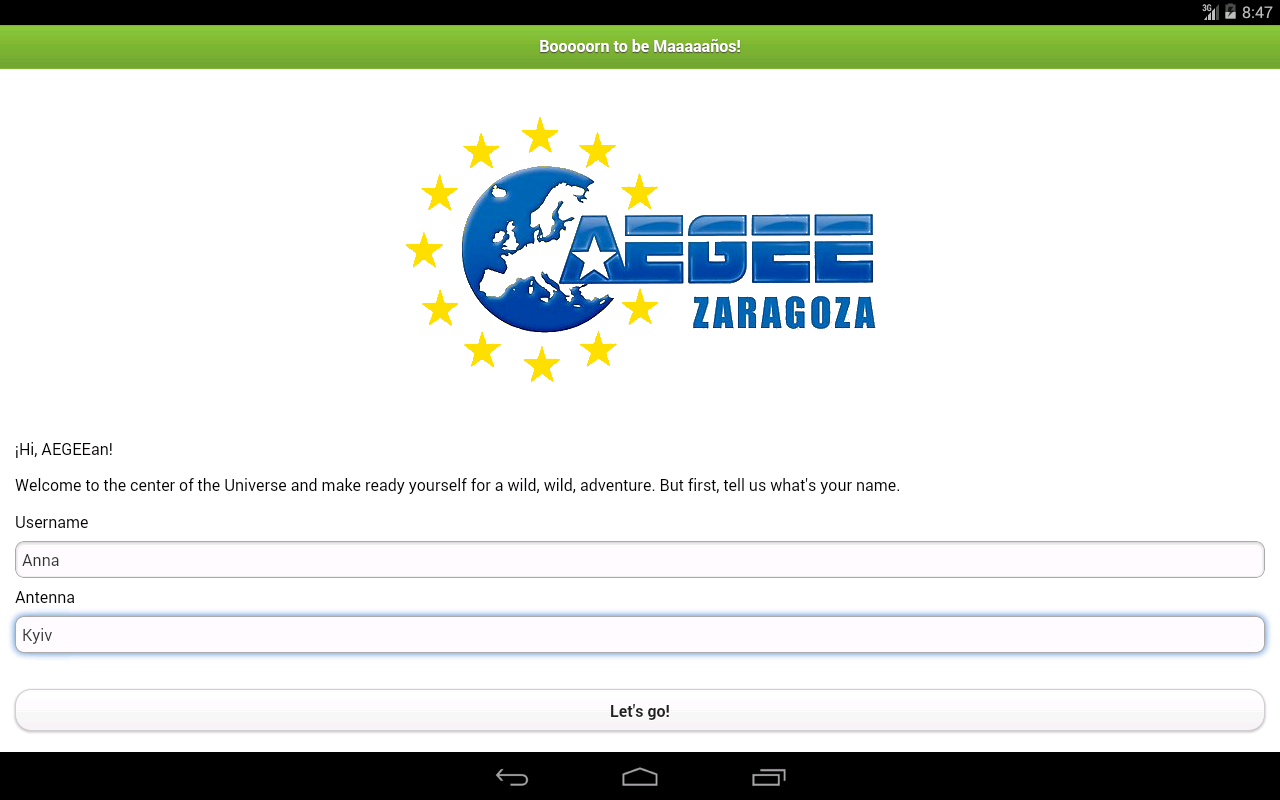 3G 8:47
Booooorn to be Maaaaaños!
AEGEE
ZARAGOZA
¡Hi, AEGEEan!
Welcome to the center of the Universe and make ready yourself for a wild, wild, adventure. But first, tell us what's your name.
Username
Anna
Antenna
Kyiv
Let's go!